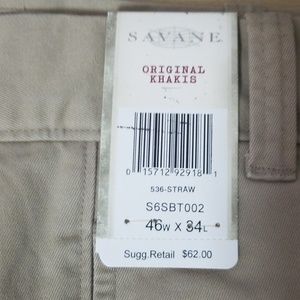 SAVANE
ORIGINAL
KHAKIS
0 15712 92918 1
536-STRAW
S6SBT002
46W X 34L
Sugg.Retail $62.00